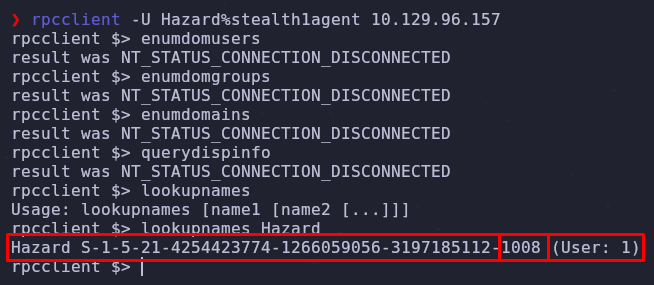 ❯ rpcclient -U Hazard%stealth1agent 10.129.96.157
rpcclient $> enumdomusers
result was NT_STATUS_CONNECTION_DISCONNECTED
rpcclient $> enumdomgroups
result was NT_STATUS_CONNECTION_DISCONNECTED
rpcclient $> enumdomains
result was NT_STATUS_CONNECTION_DISCONNECTED
rpcclient $> querydispinfo
result was NT_STATUS_CONNECTION_DISCONNECTED
rpcclient $> lookupnames
Usage: lookupnames [name1 [name2 [...]]]
rpcclient $> lookupnames Hazard
Hazard S-1-5-21-4254423774-1266059056-3197185112-1008 (User: 1)
rpcclient $>